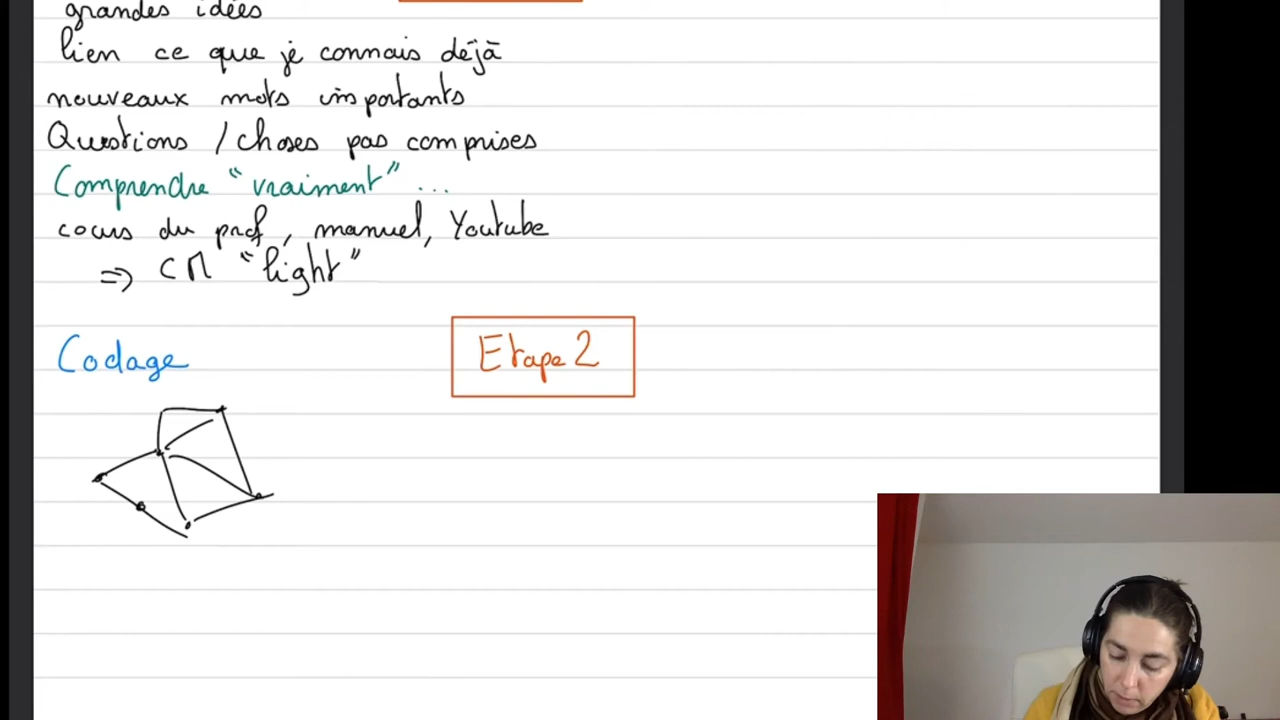 grandes idées
lien ce que je connais déjà
nouveaux mots importants
Questions / choses pas comprises
Comprendre "vraiment" ...
cours du prof, manuel, Youtube
=> CM "light"
Codage
Etape 2